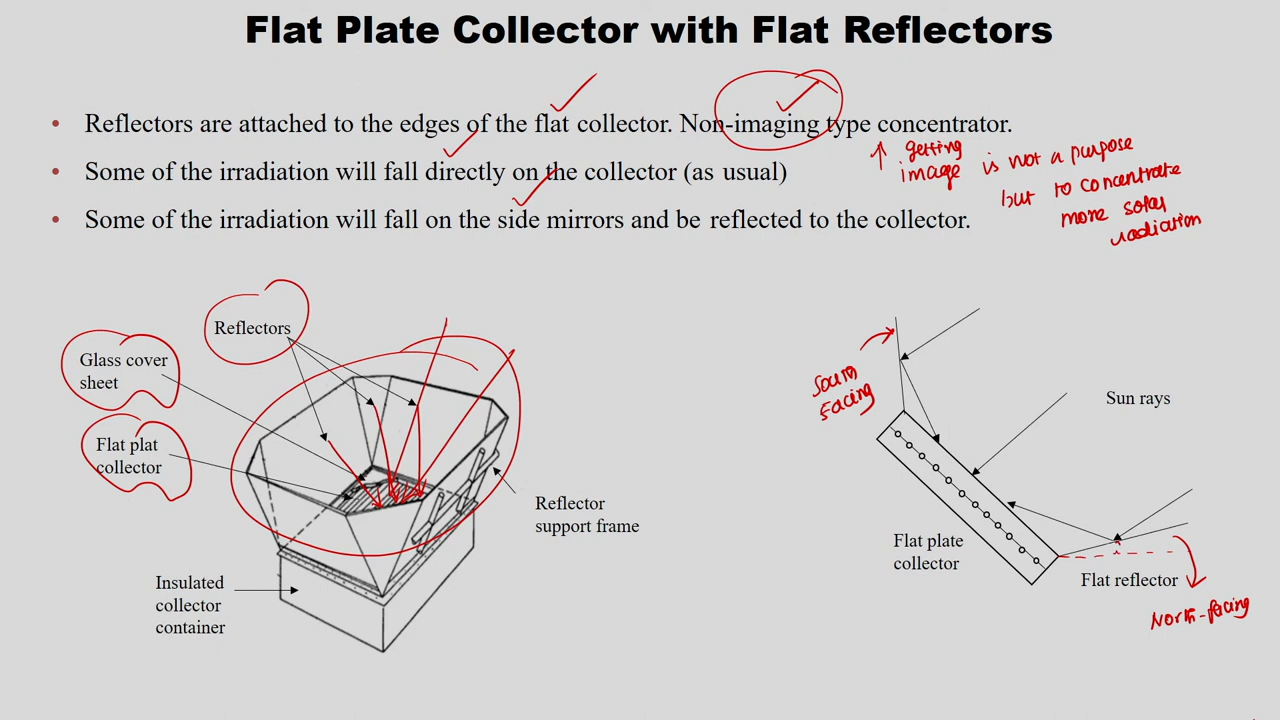 Flat Plate Collector with Flat Reflectors
• Reflectors are attached to the edges of the flat collector. Non-imaging type concentrator.
↑ getting image is not a purpose
but to concentrate
more solar
radiation
• Some of the irradiation will fall directly on the collector (as usual)
• Some of the irradiation will fall on the side mirrors and be reflected to the collector.
Reflectors
Glass cover
sheet
Flat plat
collector
Reflector
support frame
Insulated
collector
container
South
facing
Sun rays
Flat plate
collector
Flat reflector
North-facing